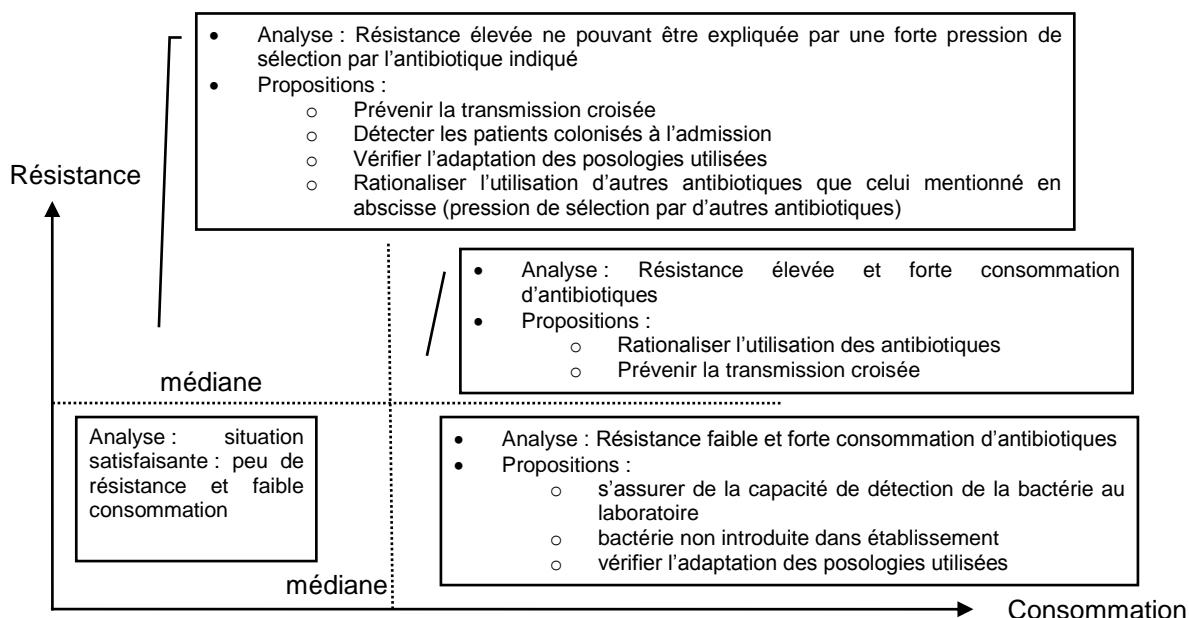 • Analyse : Résistance élevée ne pouvant être expliquée par une forte pression de
sélection par l’antibiotique indiqué
• Propositions :
o Prévenir la transmission croisée
o Détecter les patients colonisés à l’admission
o Vérifier l’adaptation des posologies utilisées
o Rationaliser l’utilisation d’autres antibiotiques que celui mentionné en
abscisse (pression de sélection par d’autres antibiotiques)
Résistance
• Analyse : Résistance élevée et forte consommation
d’antibiotiques
• Propositions :
o Rationaliser l’utilisation des antibiotiques
o Prévenir la transmission croisée
médiane
Analyse : situation
satisfaisante : peu de
résistance et faible
consommation
• Analyse : Résistance faible et forte consommation d’antibiotiques
• Propositions :
o s’assurer de la capacité de détection de la bactérie au
laboratoire
o bactérie non introduite dans établissement
o vérifier l’adaptation des posologies utilisées
médiane
Consommation